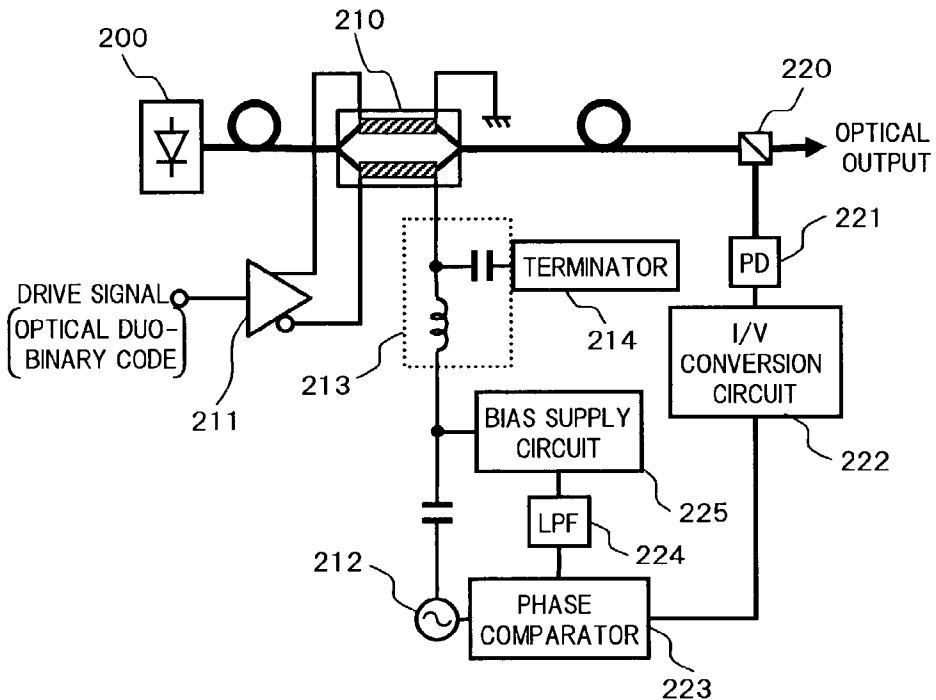 200
210
220
OPTICAL
OUTPUT
221
PD
DRIVE SIGNAL
OPTICAL DUO-
BINARY CODE
211
213
TERMINATOR
214
I/V
CONVERSION
CIRCUIT
222
BIAS SUPPLY
CIRCUIT
225
LPF
224
212
PHASE
COMPARATOR
223